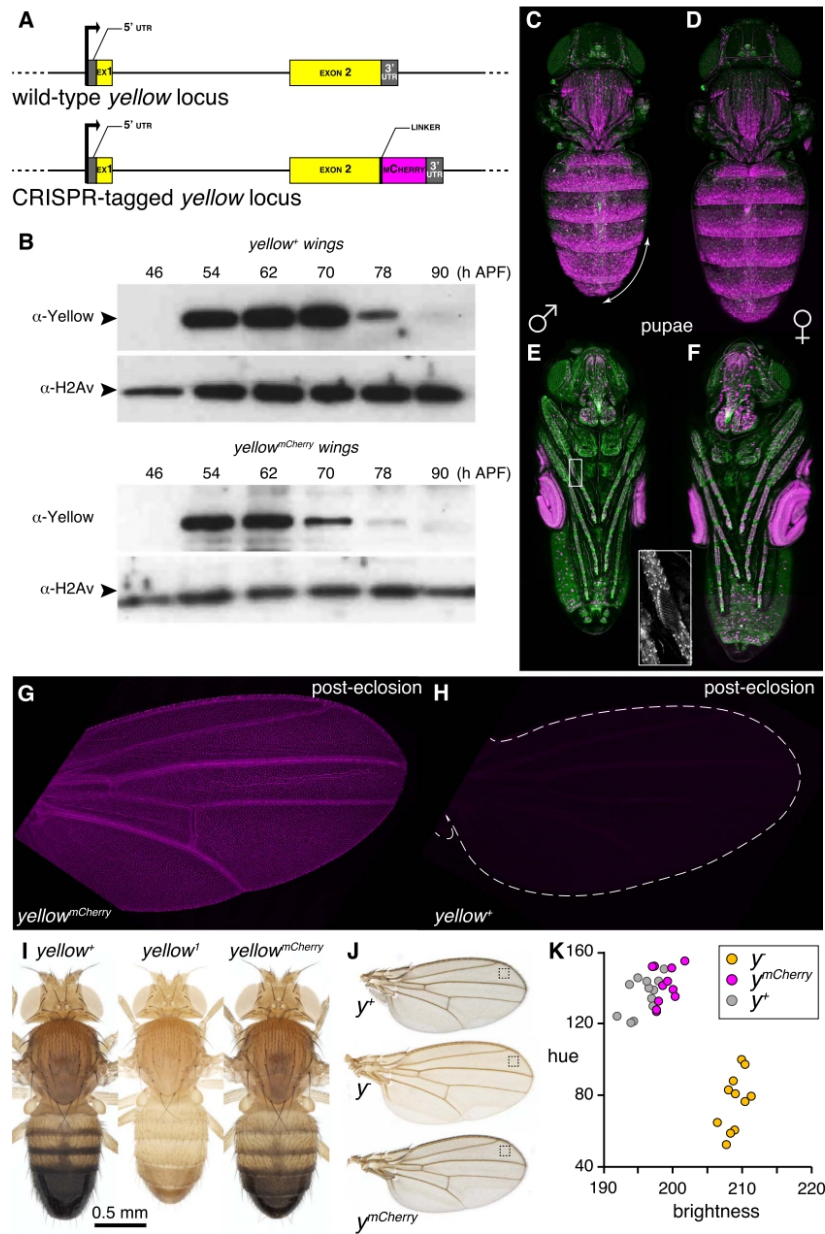 A
5' UTR
EX1
EXON 2
3' UTR
wild-type yellow locus
5' UTR
LINKER
EX1
EXON 2
MCHERRY
3' UTR
CRISPR-tagged yellow locus
B
yellow+ wings
46 54 62 70 78 90 (h APF)
α-Yellow
α-H2Av
yellowmCherry wings
46 54 62 70 78 90 (h APF)
α-Yellow
α-H2Av
C
D
♂
pupae
♀
E
F
G
post-eclosion
yellowmCherry
H
post-eclosion
yellow+
I
yellow+
yellow1
yellowmCherry
0.5 mm
J
y+
y-
ymCherry
K
160
120
hue
80
40
190 200 210 220
brightness
y-
ymCherry
y+